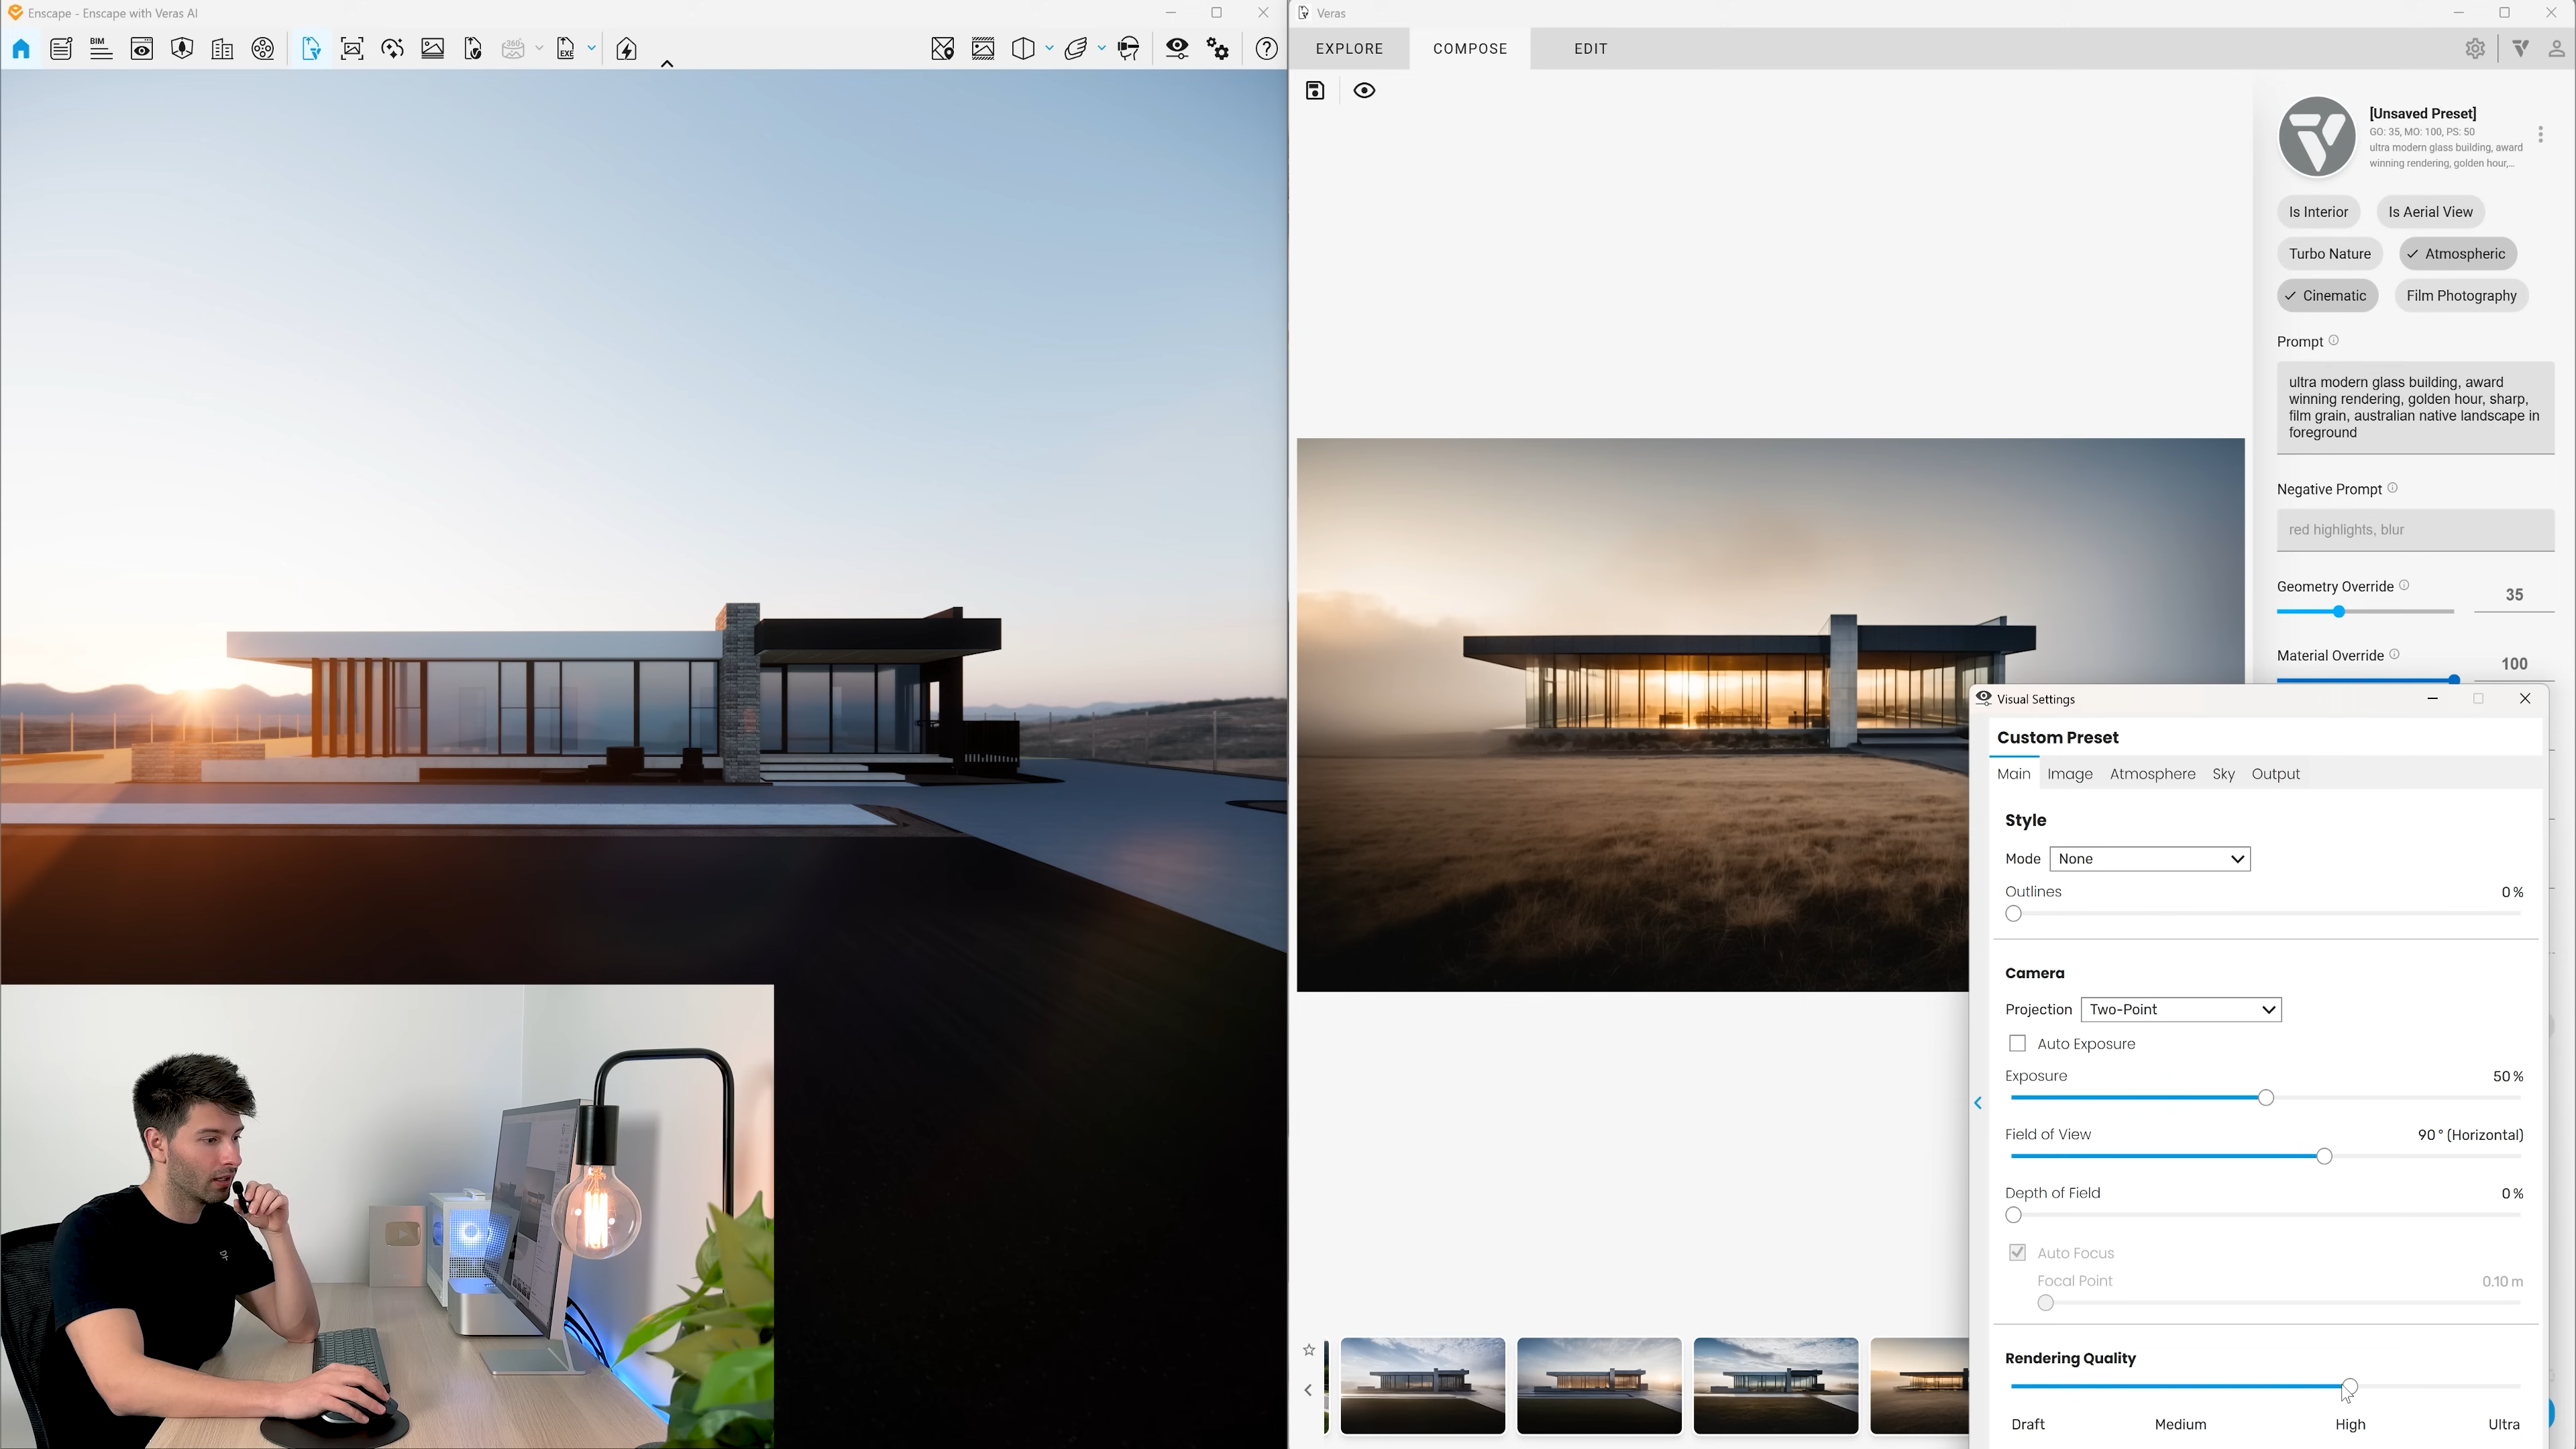 Enscape - Enscape with Veras AI
BIM
360°
EXE
Veras
EXPLORE
COMPOSE
EDIT
[Unsaved Preset]
GO: 35, MO: 100, PS: 50
ultra modern glass building, award
winning rendering, golden hour,...
Is Interior
Is Aerial View
Turbo Nature
Atmospheric
Cinematic
Film Photography
Prompt
ultra modern glass building, award
winning rendering, golden hour, sharp,
film grain, australian native landscape in
foreground
Negative Prompt
red highlights, blur
Geometry Override
35
Material Override
100
Visual Settings
Custom Preset
Main
Image
Atmosphere
Sky
Output
Style
Mode
None
Outlines
0 %
Camera
Projection
Two-Point
Auto Exposure
Exposure
50 %
Field of View
90 ° (Horizontal)
Depth of Field
0 %
Auto Focus
Focal Point
0.10 m
Rendering Quality
Draft
Medium
High
Ultra